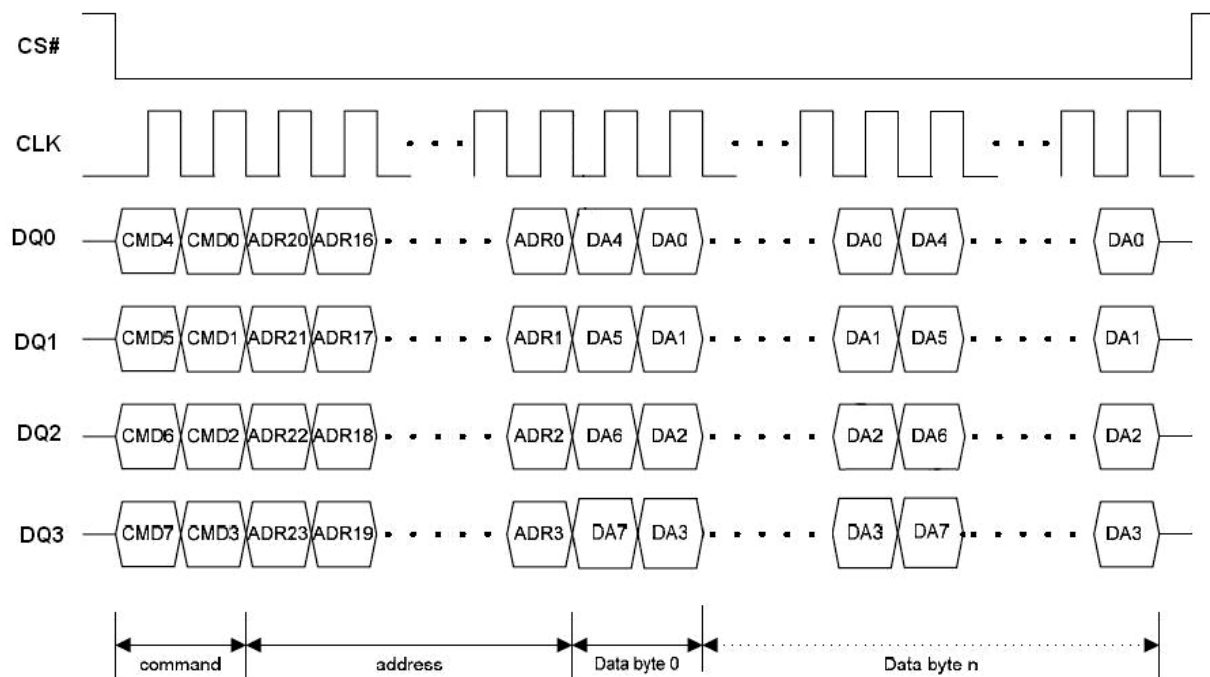 CS#
CLK
DQ0 CMD4 CMD0 ADR20 ADR16 ADR0 DA4 DA0 DA0 DA4 DA0
DQ1 CMD5 CMD1 ADR21 ADR17 ADR1 DA5 DA1 DA1 DA5 DA1
DQ2 CMD6 CMD2 ADR22 ADR18 ADR2 DA6 DA2 DA2 DA6 DA2
DQ3 CMD7 CMD3 ADR23 ADR19 ADR3 DA7 DA3 DA3 DA7 DA3
command address Data byte 0 Data byte n